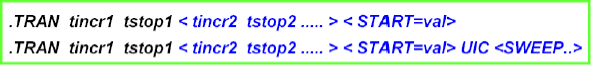 .TRAN tincr1 tstop1 < tincr2 tstop2 ..... > < START=val>
.TRAN tincr1 tstop1 < tincr2 tstop2 ..... > < START=val> UIC <SWEEP..>